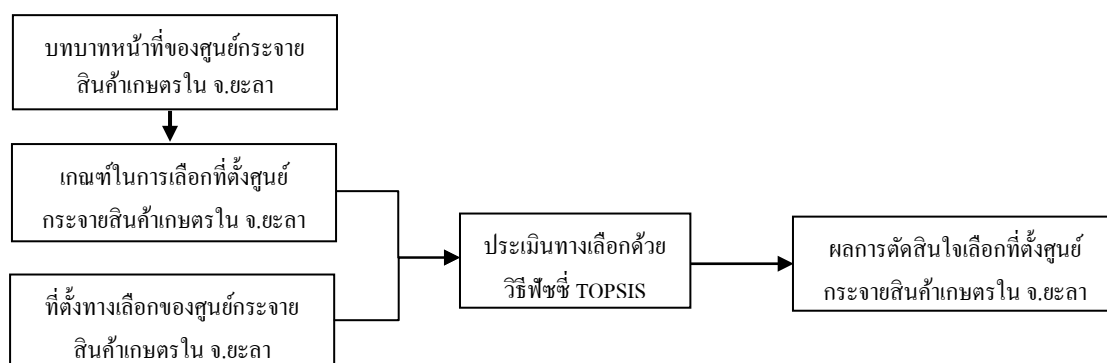 บทบาทหน้าที่ของศูนย์กระจาย
สินค้าเกษตรใน จ.ยะลา
เกณฑ์ในการเลือกที่ตั้งศูนย์
กระจายสินค้าเกษตรใน จ.ยะลา
ที่ตั้งทางเลือกของศูนย์กระจาย
สินค้าเกษตรใน จ.ยะลา
ประเมินทางเลือกด้วย
วิธีฟัซซี่ TOPSIS
ผลการตัดสินใจเลือกที่ตั้งศูนย์
กระจายสินค้าเกษตรใน จ.ยะลา